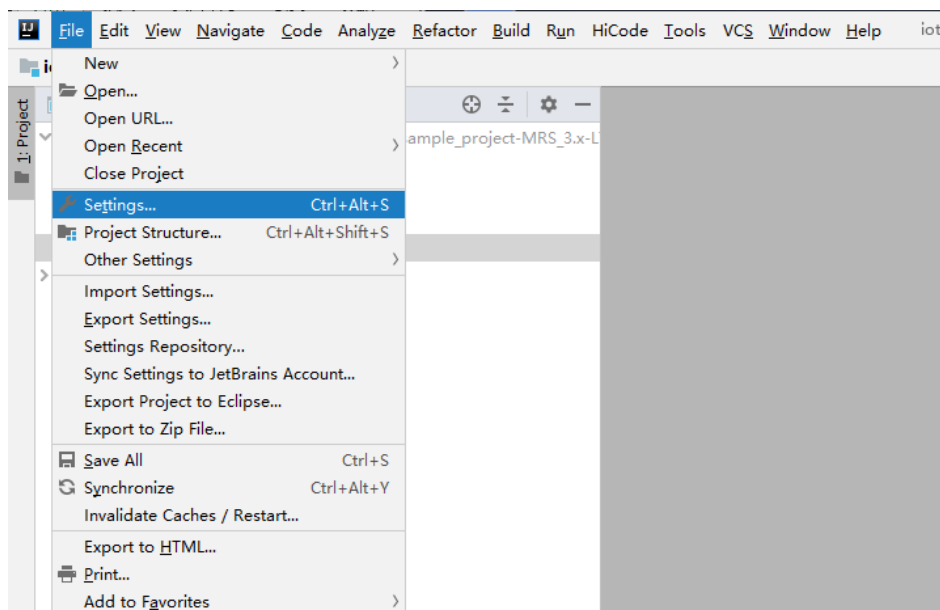 IJ File Edit View Navigate Code Analyze Refactor Build Run HiCode Tools VCS Window Help iot
New
Open...
Open URL...
1: Project
ample_project-MRS_3.x-L
Open Recent
Close Project
Settings... Ctrl+Alt+S
Project Structure... Ctrl+Alt+Shift+S
Other Settings
Import Settings...
Export Settings...
Settings Repository...
Sync Settings to JetBrains Account...
Export Project to Eclipse...
Export to Zip File...
Save All Ctrl+S
Synchronize Ctrl+Alt+Y
Invalidate Caches / Restart...
Export to HTML...
Print...
Add to Favorites